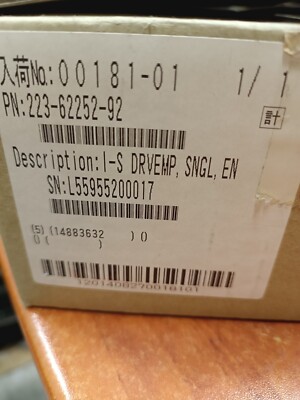 入荷No.:00181-01 1/ 1
PN:223-62252-92
計
Description:I-S DRVEMP,SNGL,EN
SN:L55955200017
(5) (14883632 ) ()
() ( )
1201400270018101